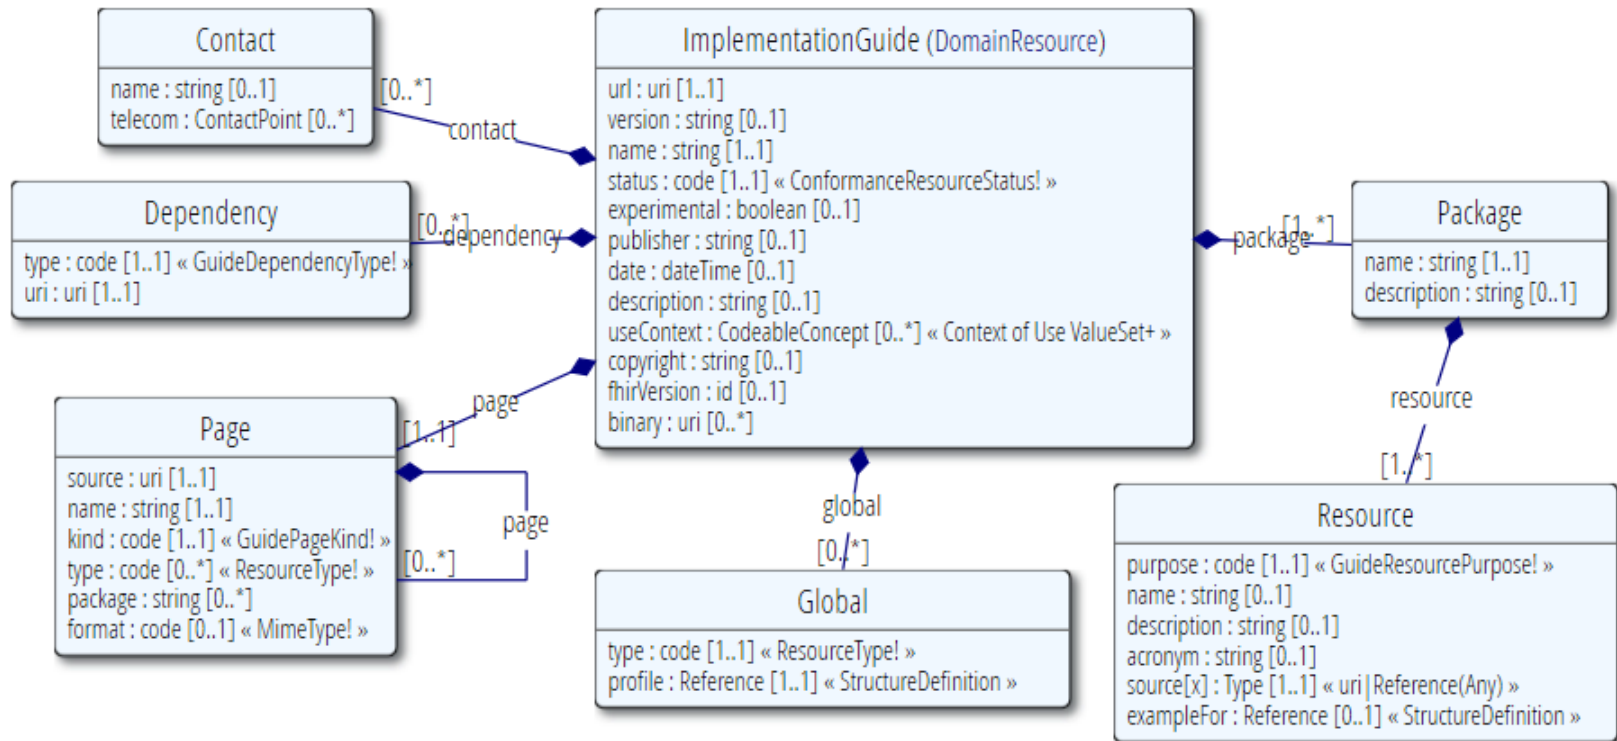 Contact
name : string [0..1]
telecom : ContactPoint [0..*]
[0..*]
contact
ImplementationGuide (DomainResource)
url : uri [1..1]
version : string [0..1]
name : string [1..1]
status : code [1..1] « ConformanceResourceStatus! »
experimental : boolean [0..1]
publisher : string [0..1]
date : dateTime [0..1]
description : string [0..1]
useContext : CodeableConcept [0..*] « Context of Use ValueSet+ »
copyright : string [0..1]
fhirVersion : id [0..1]
binary : uri [0..*]
Dependency
type : code [1..1] « GuideDependencyType! »
uri : uri [1..1]
[0..*]
dependency
package
[1..*]
Package
name : string [1..1]
description : string [0..1]
resource
[1..*]
page
[1..1]
Page
source : uri [1..1]
name : string [1..1]
kind : code [1..1] « GuidePageKind! »
type : code [0..*] « ResourceType! »
package : string [0..*]
format : code [0..1] « MimeType! »
page
[0..*]
global
[0..*]
Global
type : code [1..1] « ResourceType! »
profile : Reference [1..1] « StructureDefinition »
Resource
purpose : code [1..1] « GuideResourcePurpose! »
name : string [0..1]
description : string [0..1]
acronym : string [0..1]
source[x] : Type [1..1] « uri|Reference(Any) »
exampleFor : Reference [0..1] « StructureDefinition »